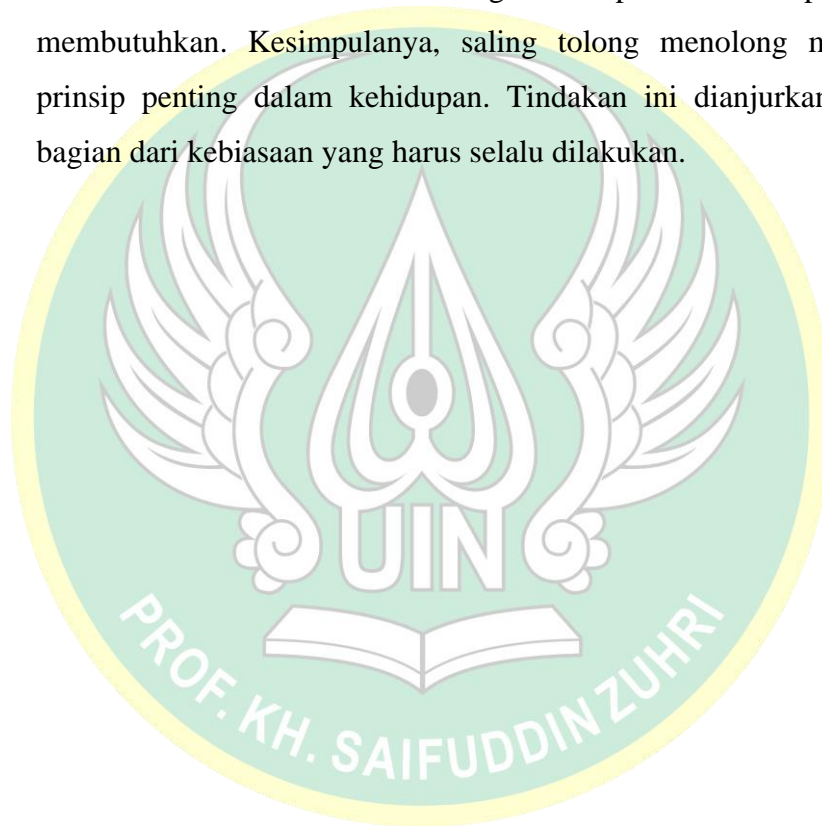 membutuhkan. Kesimpulanya, saling tolong menolong
prinsip penting dalam kehidupan. Tindakan ini dianjurkan
bagian dari kebiasaan yang harus selalu dilakukan.
UIN
PROF. KH. SAIFUDDIN ZUHRI